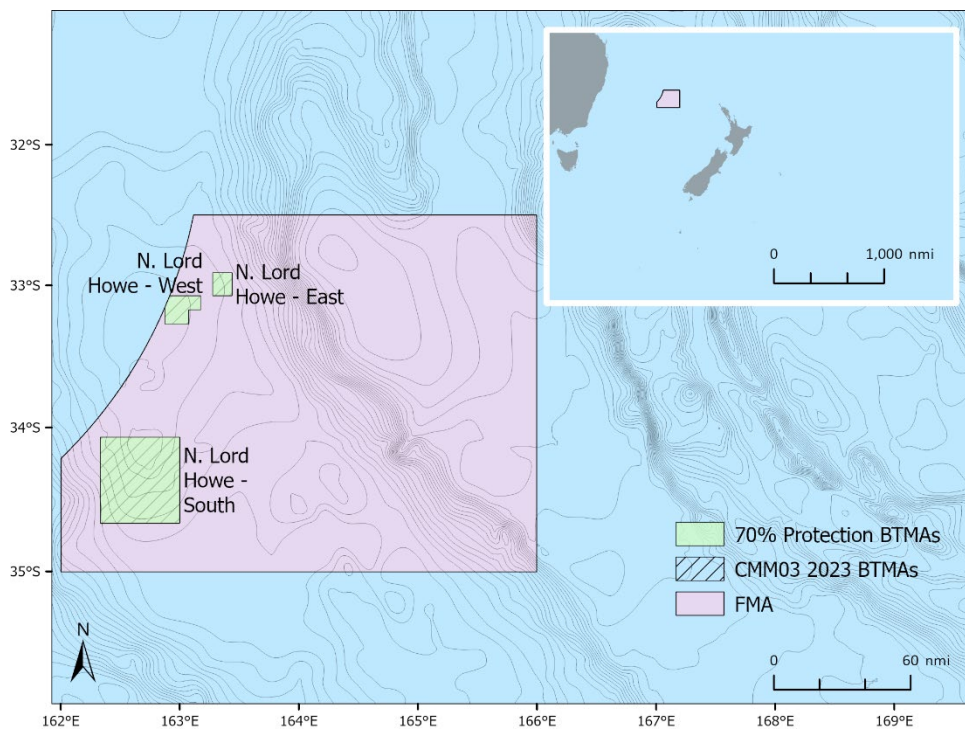 0
1,000 nmi
32°S
N. Lord
Howe - West
N. Lord
Howe - East
33°S
34°S
N. Lord
Howe -
South
70% Protection BTMAs
CMM03 2023 BTMAs
FMA
35°S
N
0
60 nmi
162°E
163°E
164°E
165°E
166°E
167°E
168°E
169°E